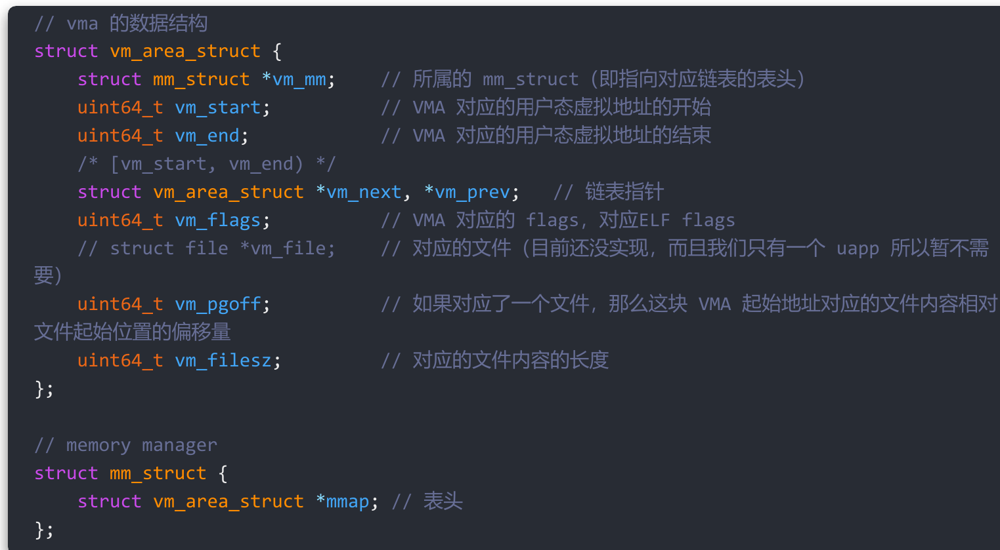 // vma 的数据结构
struct vm_area_struct {
    struct mm_struct *vm_mm;    // 所属的 mm_struct（即指向对应链表的表头）
    uint64_t vm_start;          // VMA 对应的用户态虚拟地址的开始
    uint64_t vm_end;            // VMA 对应的用户态虚拟地址的结束
    /* [vm_start, vm_end) */
    struct vm_area_struct *vm_next, *vm_prev;   // 链表指针
    uint64_t vm_flags;          // VMA 对应的 flags，对应ELF flags
    // struct file *vm_file;    // 对应的文件（目前还没实现，而且我们只有一个 uapp 所以暂不需
要）
    uint64_t vm_pgoff;          // 如果对应了一个文件，那么这块 VMA 起始地址对应的文件内容相对
文件起始位置的偏移量
    uint64_t vm_filesz;         // 对应的文件内容的长度
};

// memory manager
struct mm_struct {
    struct vm_area_struct *mmap; // 表头
};